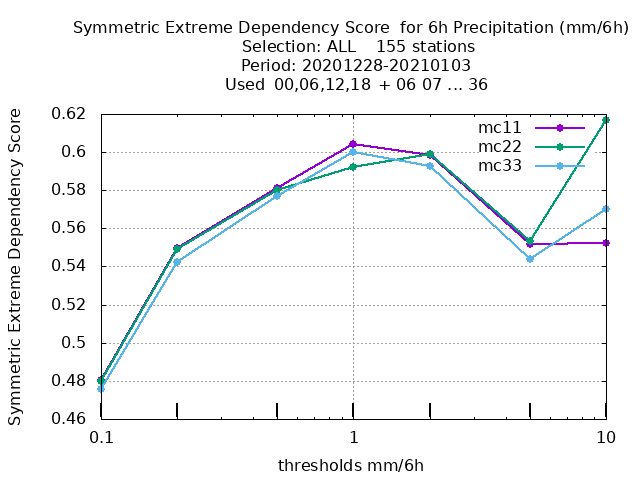 Symmetric Extreme Dependency Score for 6h Precipitation (mm/6h)
Selection: ALL 155 stations
Period: 20201228-20210103
Used 00,06,12,18 + 06 07 ... 36
Symmetric Extreme Dependency Score
0.62
0.6
0.58
0.56
0.54
0.52
0.5
0.48
0.46
mc11
mc22
mc33
0.1
1
10
thresholds mm/6h